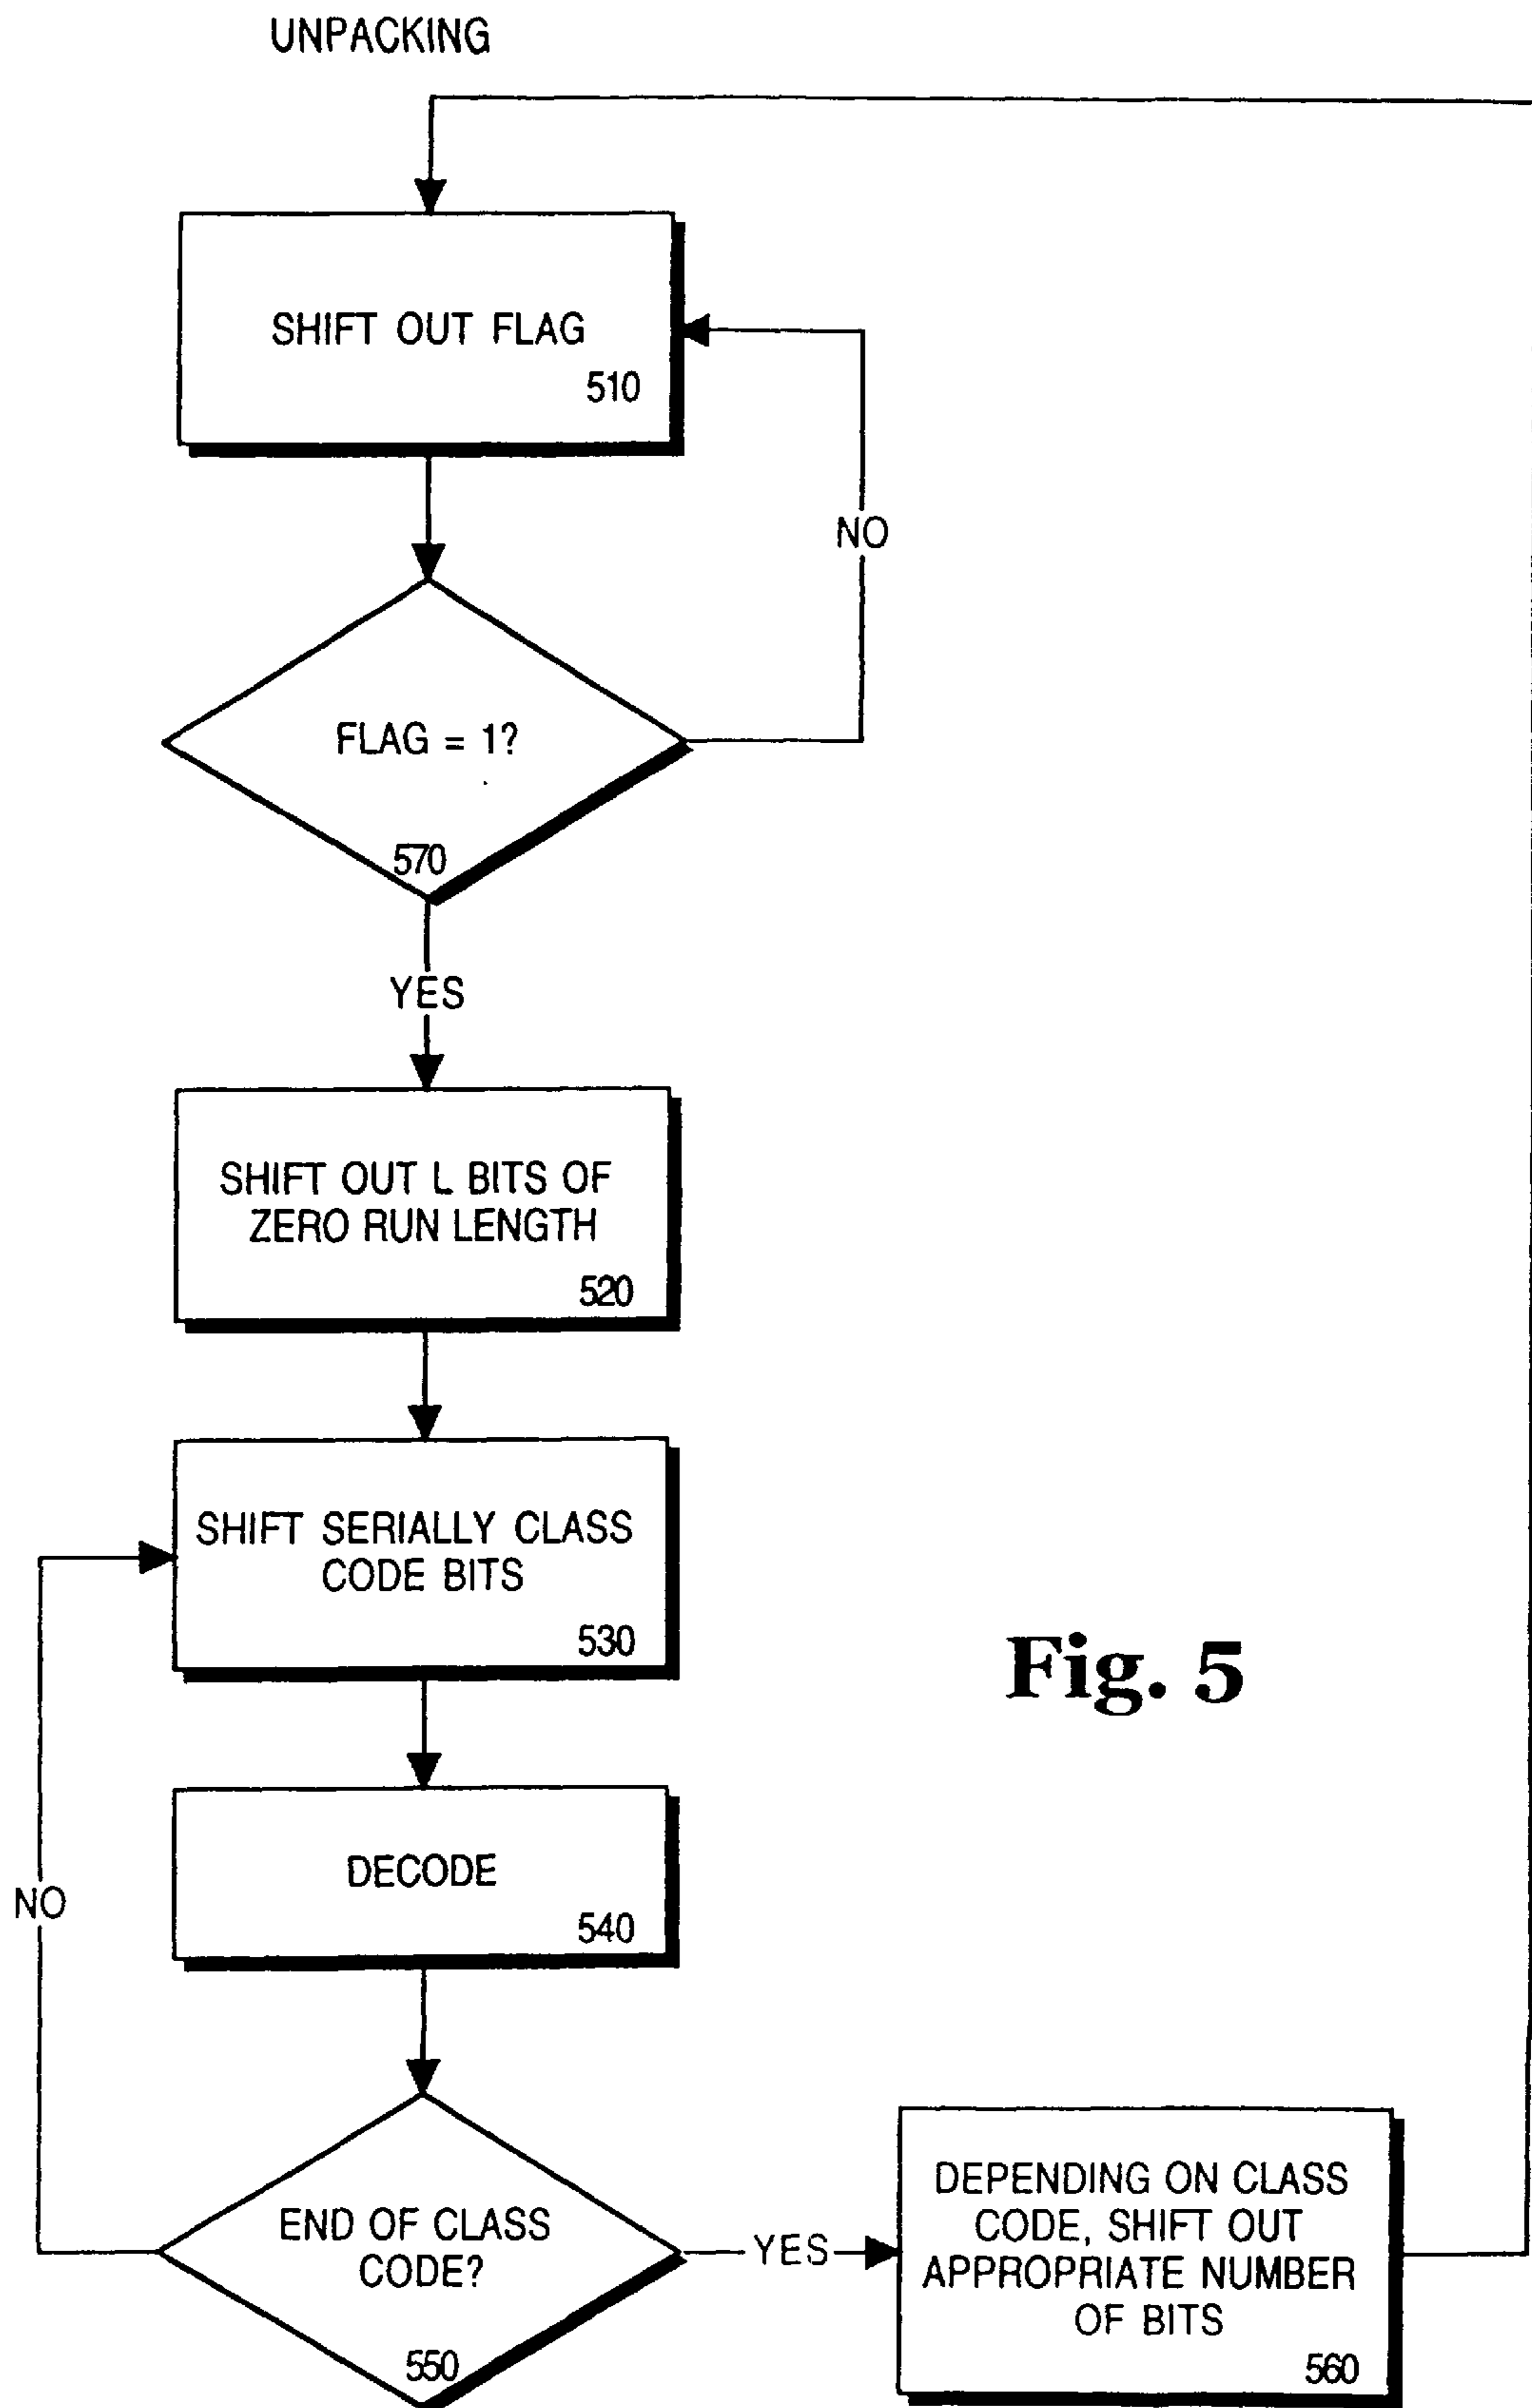 UNPACKING
SHIFT OUT FLAG
510
NO
FLAG = 1?
570
YES
SHIFT OUT L BITS OF
ZERO RUN LENGTH
520
SHIFT SERIALLY CLASS
CODE BITS
530
Fig. 5
DECODE
540
NO
END OF CLASS
CODE?
550
YES
DEPENDING ON CLASS
CODE, SHIFT OUT
APPROPRIATE NUMBER
OF BITS
560